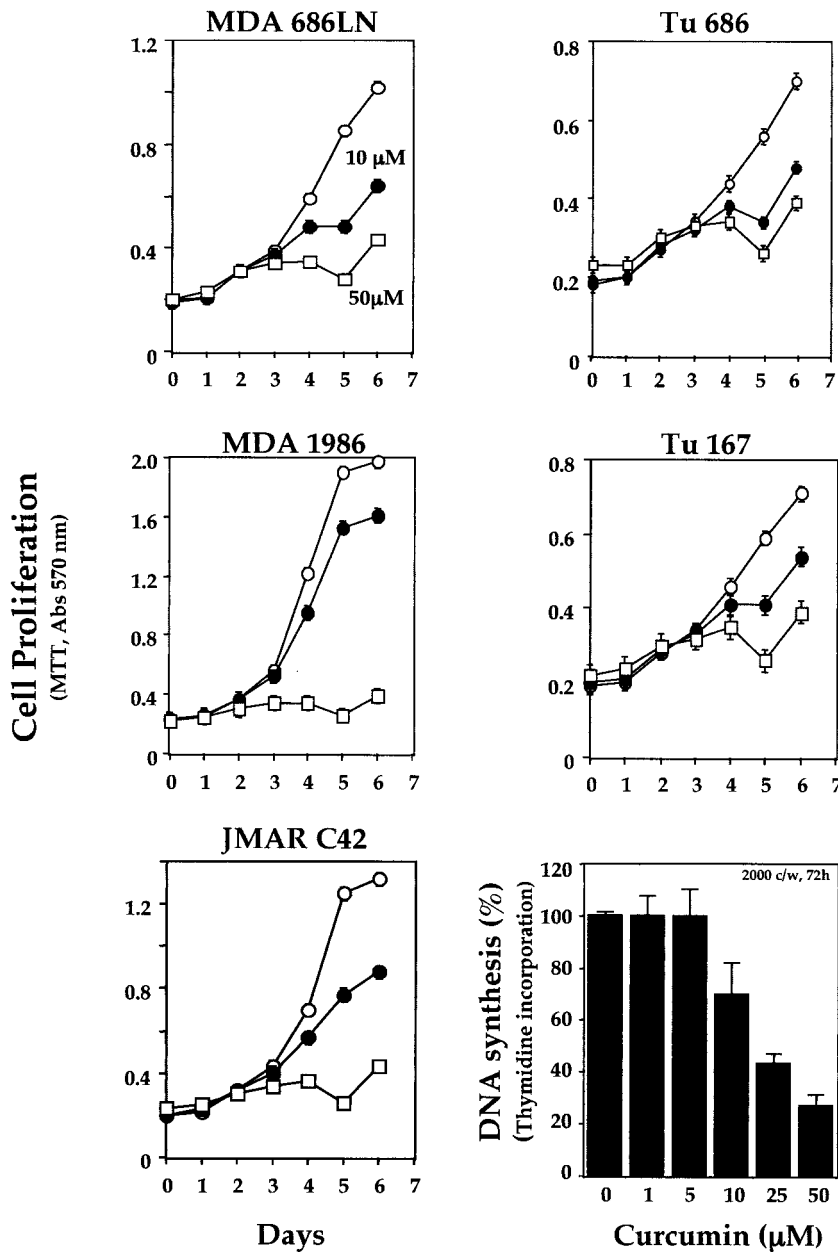 MDA 686LN
1.2
0.8
0.4
0
10 µM
50µM
0 1 2 3 4 5 6 7
Tu 686
0.8
0.4
0.2
0
0 1 2 3 4 5 6 7
MDA 1986
2.0
1.6
1.2
0.8
0.4
0
0 1 2 3 4 5 6 7
Tu 167
0.8
0.6
0.4
0.2
0
0 1 2 3 4 5 6 7
Cell Proliferation
(MTT, Abs 570 nm)
JMAR C42
1.2
0.8
0.4
0
0 1 2 3 4 5 6 7
Days
DNA synthesis (%)
(Thymidine incorporation)
120
100
80
60
40
20
0
2000 c/w, 72h
0 1 5 10 25 50
Curcumin (µM)